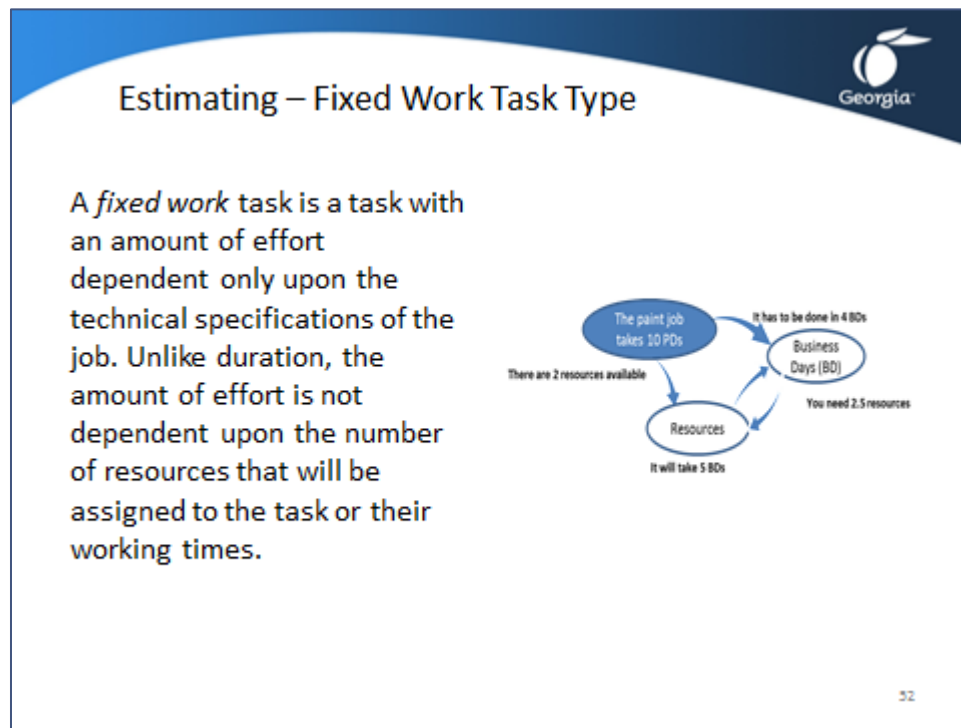 Georgia
Estimating – Fixed Work Task Type
A fixed work task is a task with
an amount of effort
dependent only upon the
technical specifications of the
job. Unlike duration, the
amount of effort is not
dependent upon the number
of resources that will be
assigned to the task or their
working times.
The paint job
takes 10 PDs
It has to be done in 4 BDs
Business
Days (BD)
There are 2 resources available
You need 2.5 resources
Resources
It will take 5 BDs
52